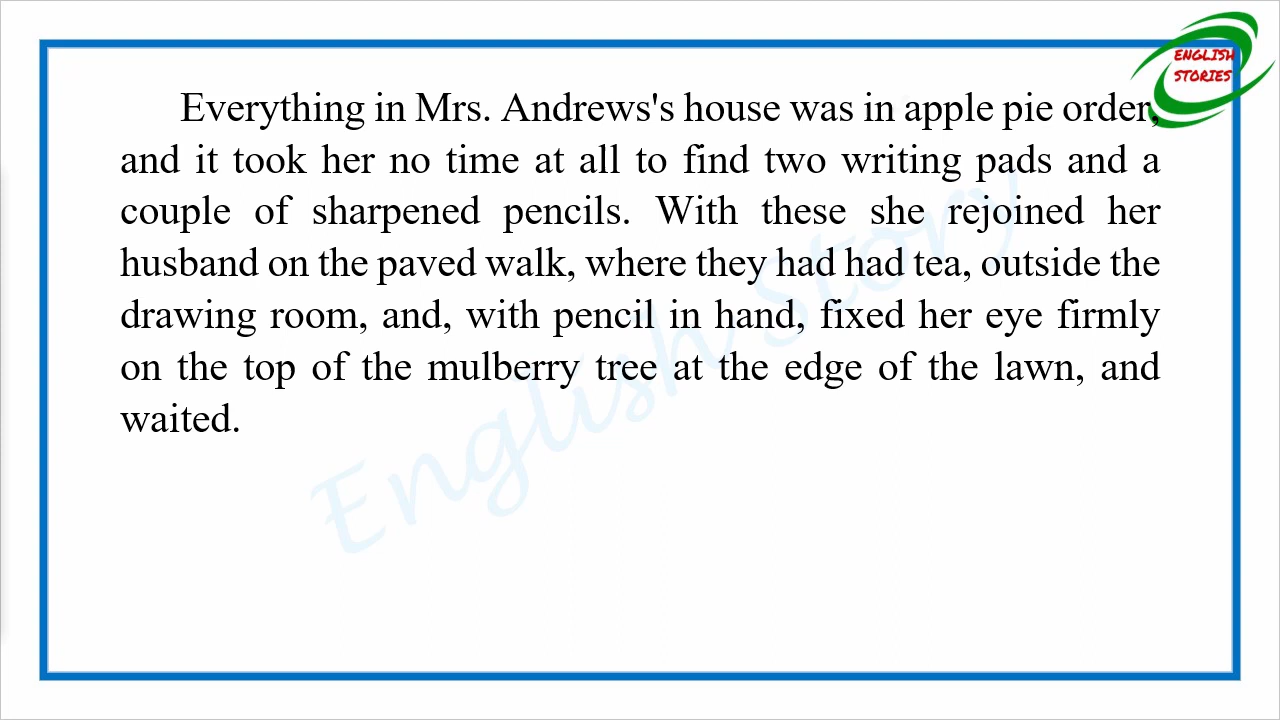 ENGLISH
STORIES
Everything in Mrs. Andrews's house was in apple pie order,
and it took her no time at all to find two writing pads and a
couple of sharpened pencils. With these she rejoined her
husband on the paved walk, where they had had tea, outside the
drawing room, and, with pencil in hand, fixed her eye firmly
on the top of the mulberry tree at the edge of the lawn, and
waited.
English Story